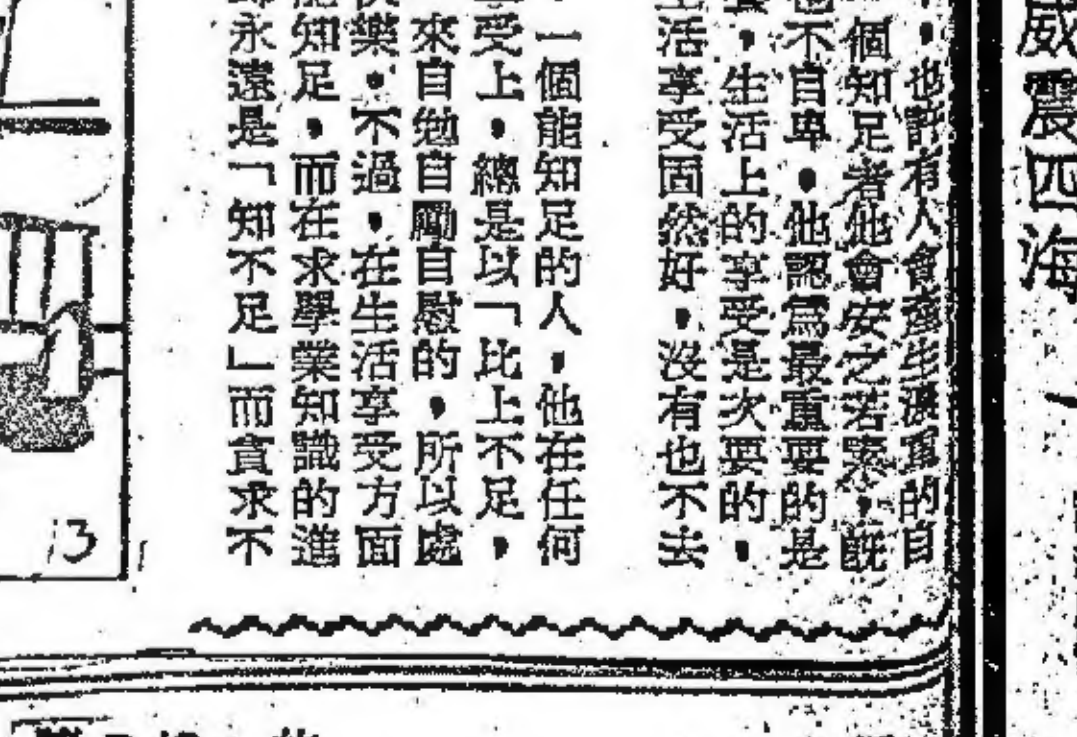 威震四海
，也許有人會產生濃重的自
個知足者他會安之若素，既
也不自卑，他認為最重要的是
，生活上的享受是次要的，
生活享受固然好，沒有也不去
一個能知足的人，他在任何
受上，總是以「比上不足，
來自勉自勵自慰的，所以處
快樂，不過，在生活享受方面
能知足，而在求學業知識的進
永遠是「知不足」而貪求不
13